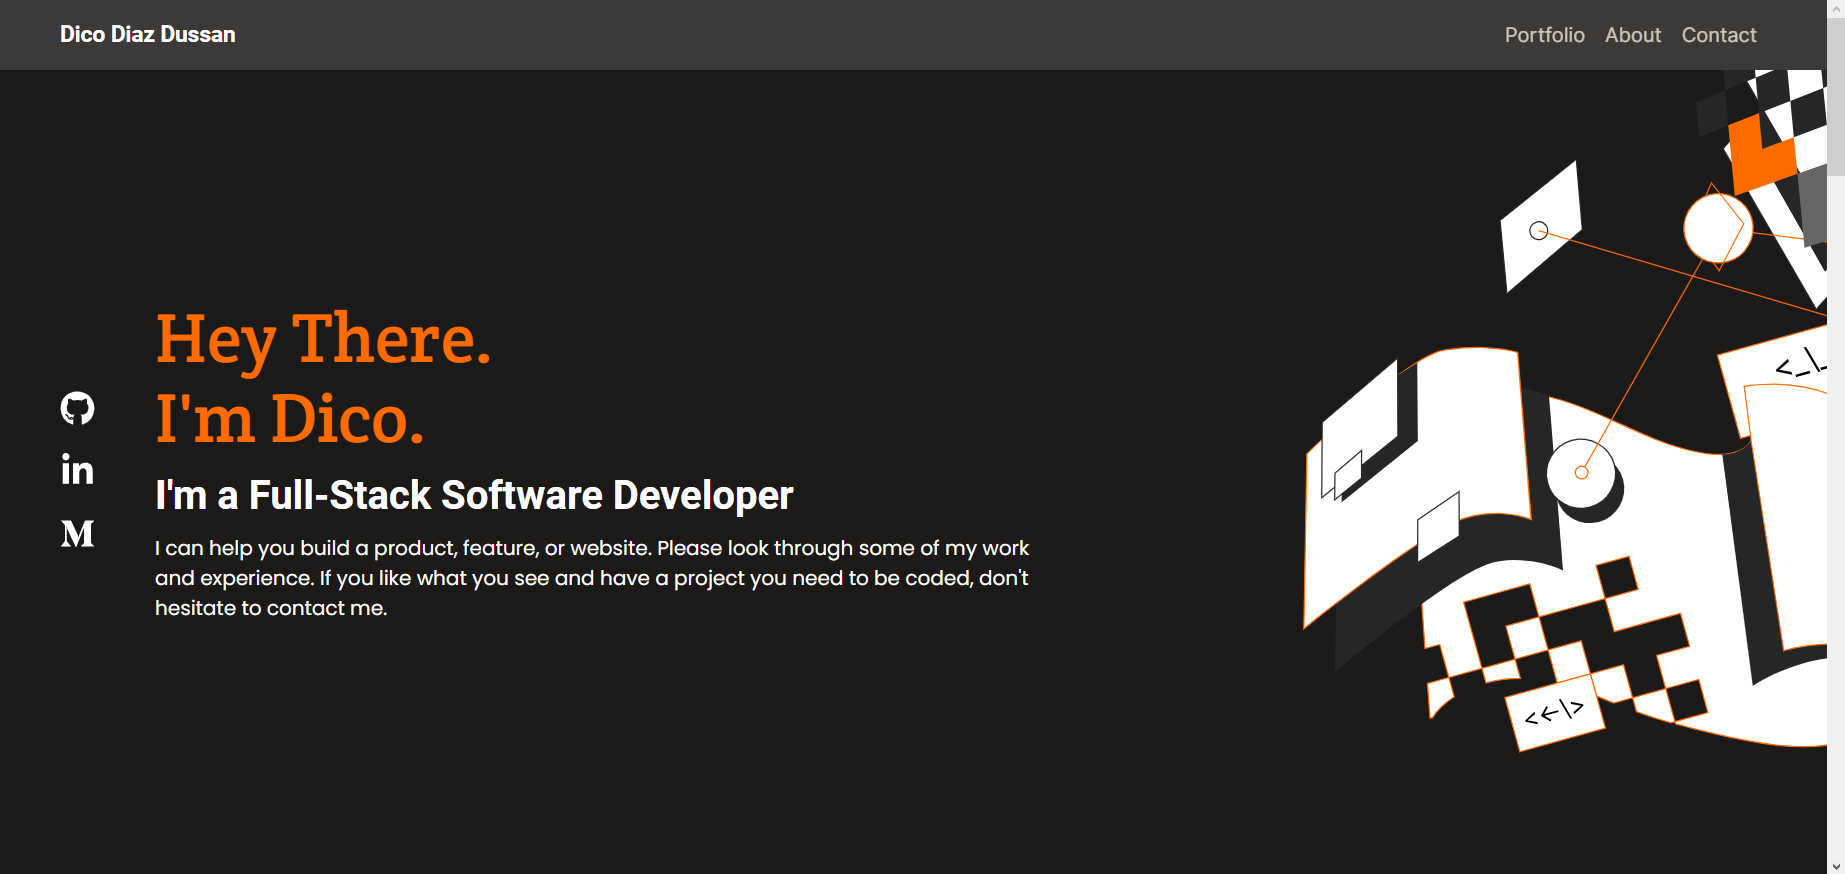 Dico Diaz Dussan
Portfolio About Contact
Hey There.
I'm Dico.
in
M
I'm a Full-Stack Software Developer
I can help you build a product, feature, or website. Please look through some of my work
and experience. If you like what you see and have a project you need to be coded, don't
hesitate to contact me.
<_\-
<←\>